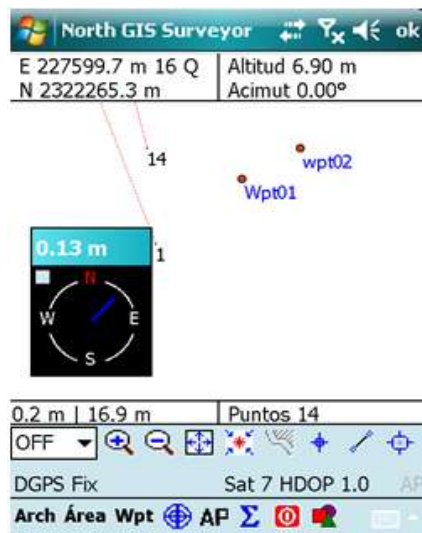 North GIS Surveyor ok
E 227599.7 m 16 Q Altitud 6.90 m
N 2322265.3 m Acimut 0.00°
14
wpt02
Wpt01
0.13 m
1
N
W E
S
0.2 m | 16.9 m Puntos 14
OFF
DGPS Fix Sat 7 HDOP 1.0 AP
Arch Área Wpt AP Σ